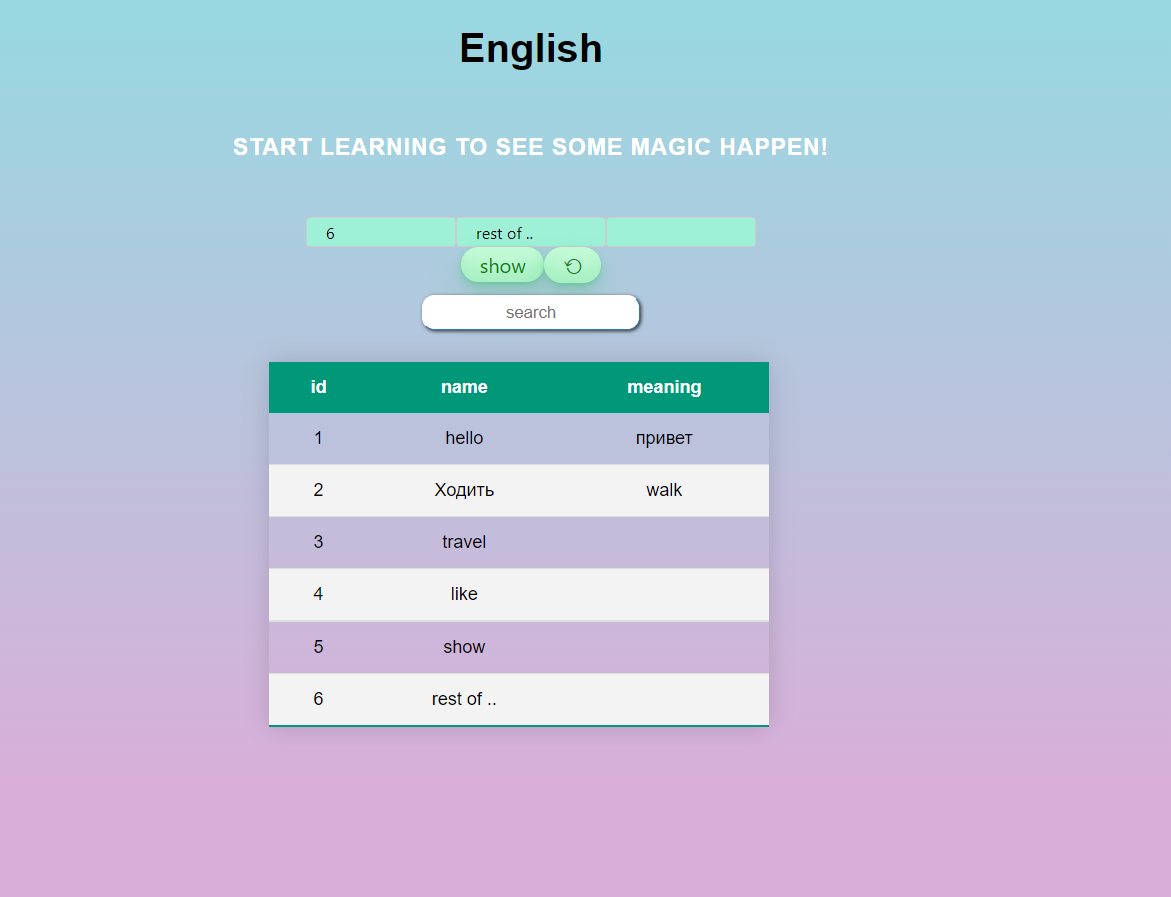 English
START LEARNING TO SEE SOME MAGIC HAPPEN!
6 rest of ..
show
search
id name meaning
1 hello привет
2 Ходить walk
3 travel
4 like
5 show
6 rest of ..